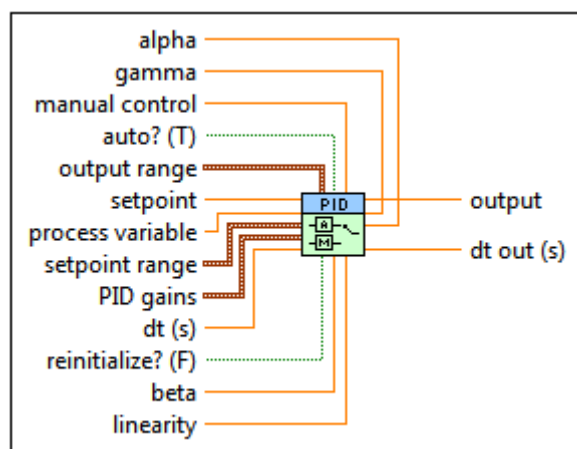 alpha
gamma
manual control
auto? (T)
output range
setpoint
process variable
setpoint range
PID gains
dt (s)
reinitialize? (F)
beta
linearity
PID
A
M
output
dt out (s)